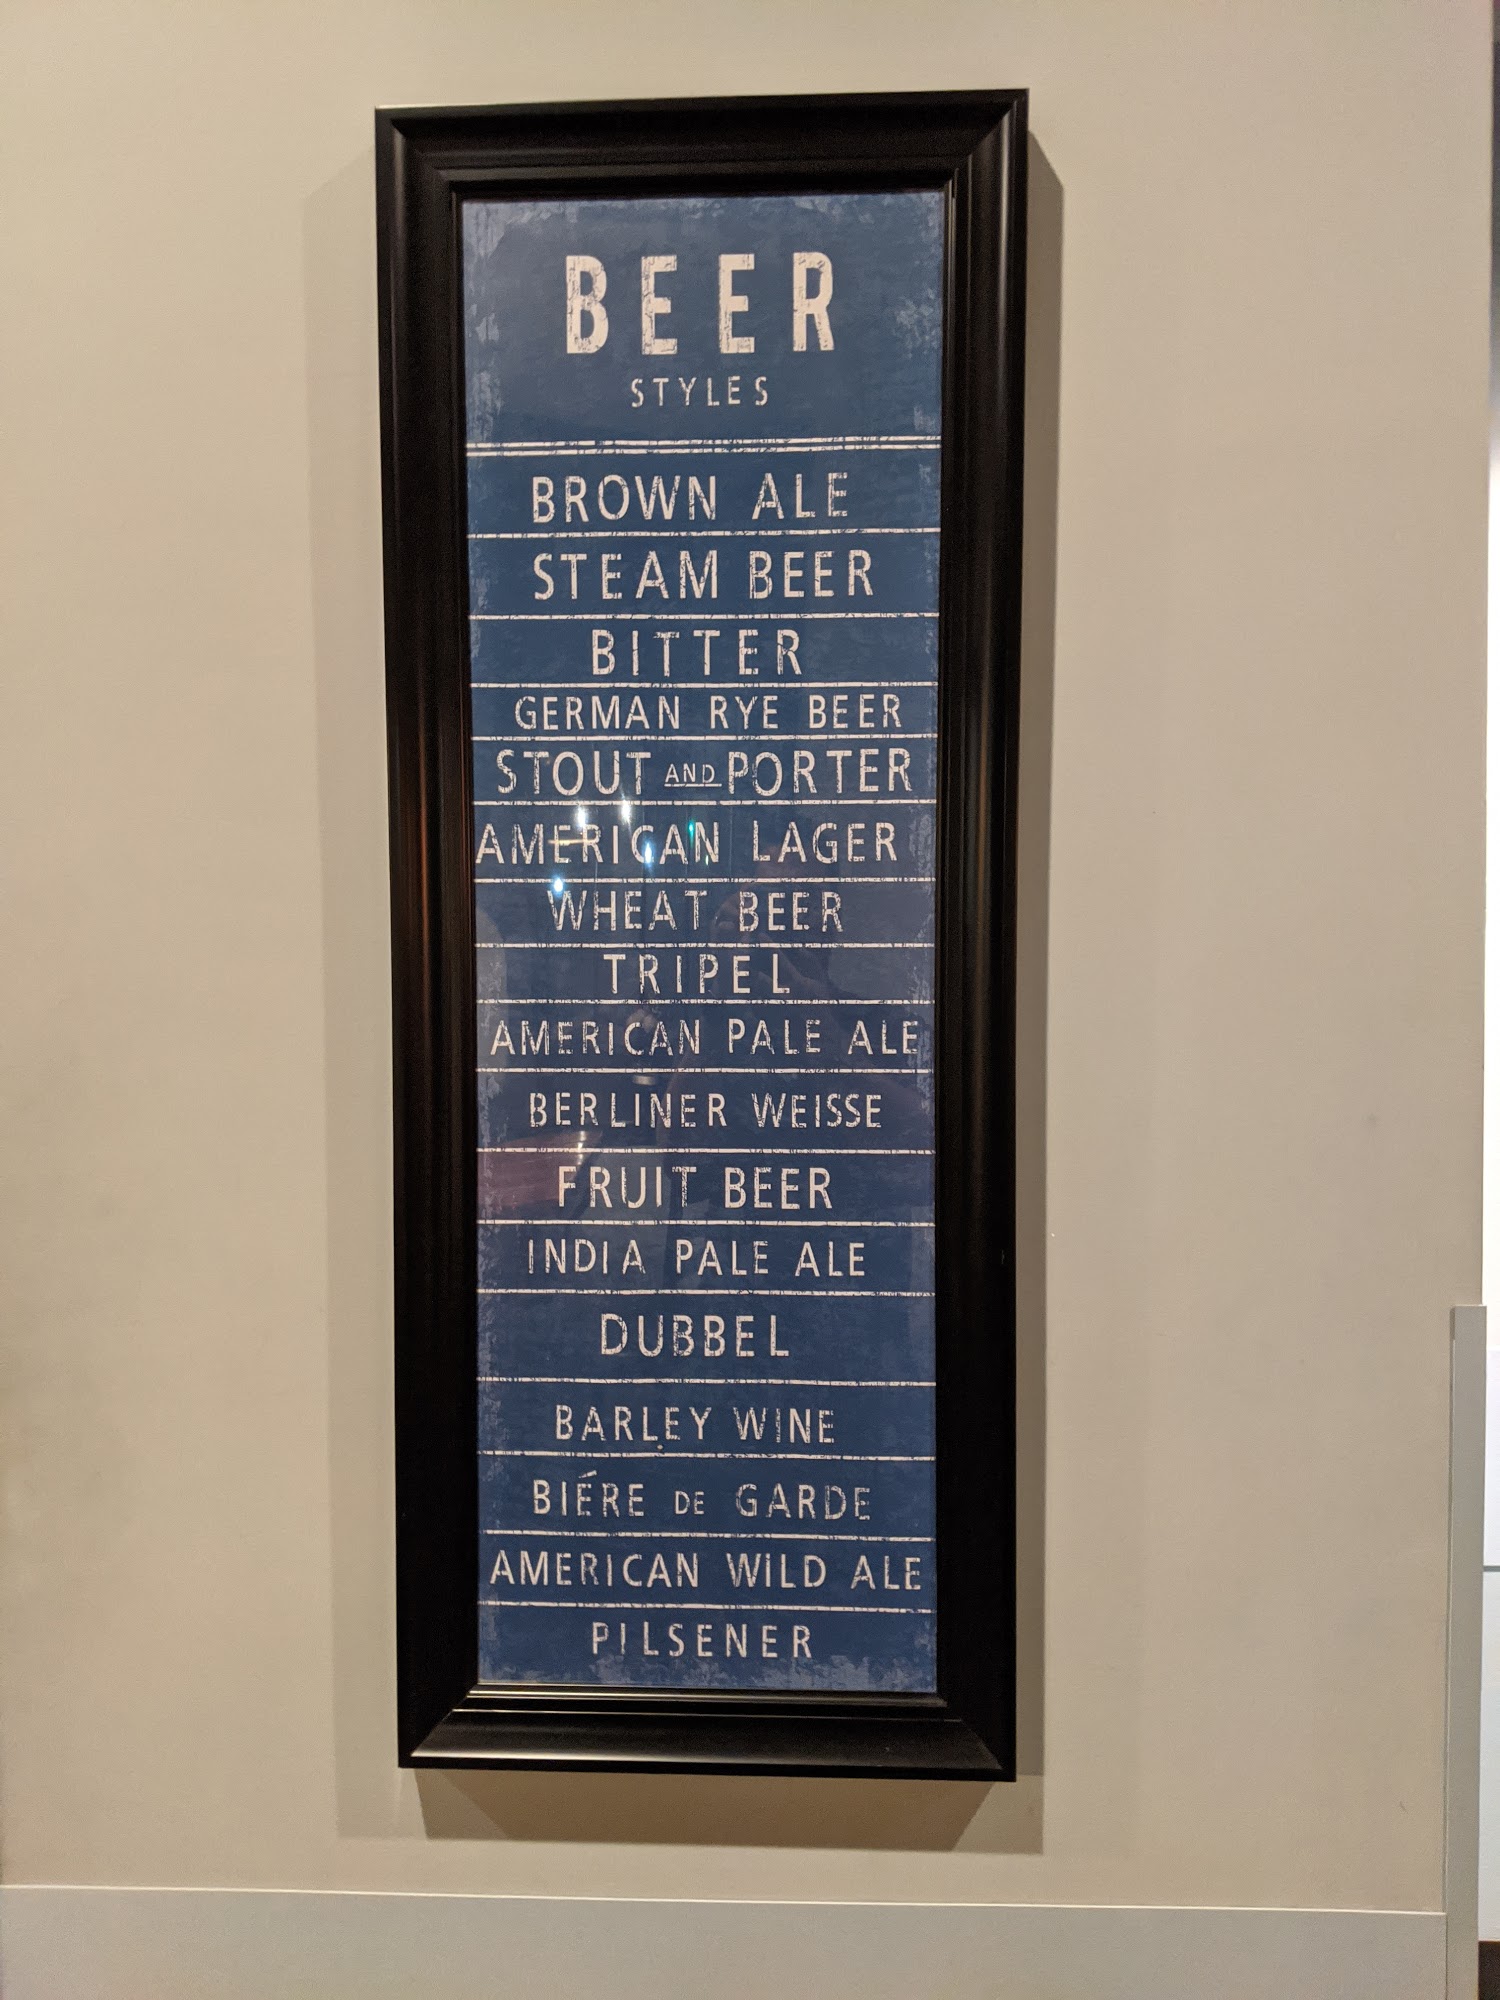 BEER
STYLES
BROWN ALE
STEAM BEER
BITTER
GERMAN RYE BEER
STOUT AND PORTER
AMERICAN LAGER
WHEAT BEER
TRIPEL
AMERICAN PALE ALE
BERLINER WEISSE
FRUIT BEER
INDIA PALE ALE
DUBBEL
BARLEY WINE
BIÉRE DE GARDE
AMERICAN WILD ALE
PILSENER